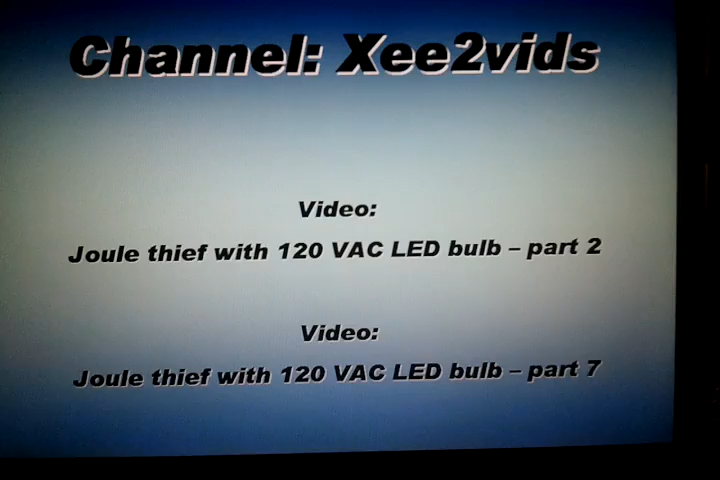 Channel: Xee2vids
Video:
Joule thief with 120 VAC LED bulb – part 2
Video:
Joule thief with 120 VAC LED bulb – part 7